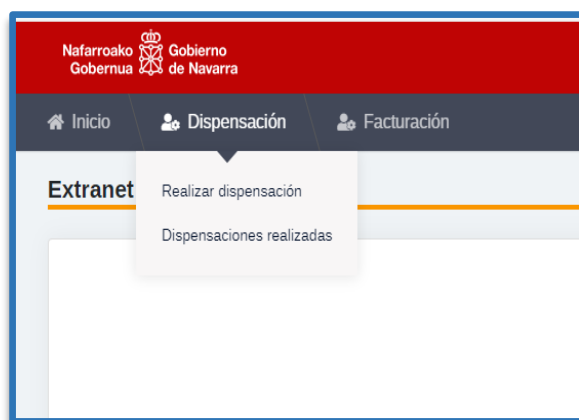 Nafarroako Gobierno
Gobernua de Navarra
Inicio Dispensación Facturación
Extranet
Realizar dispensación
Dispensaciones realizadas